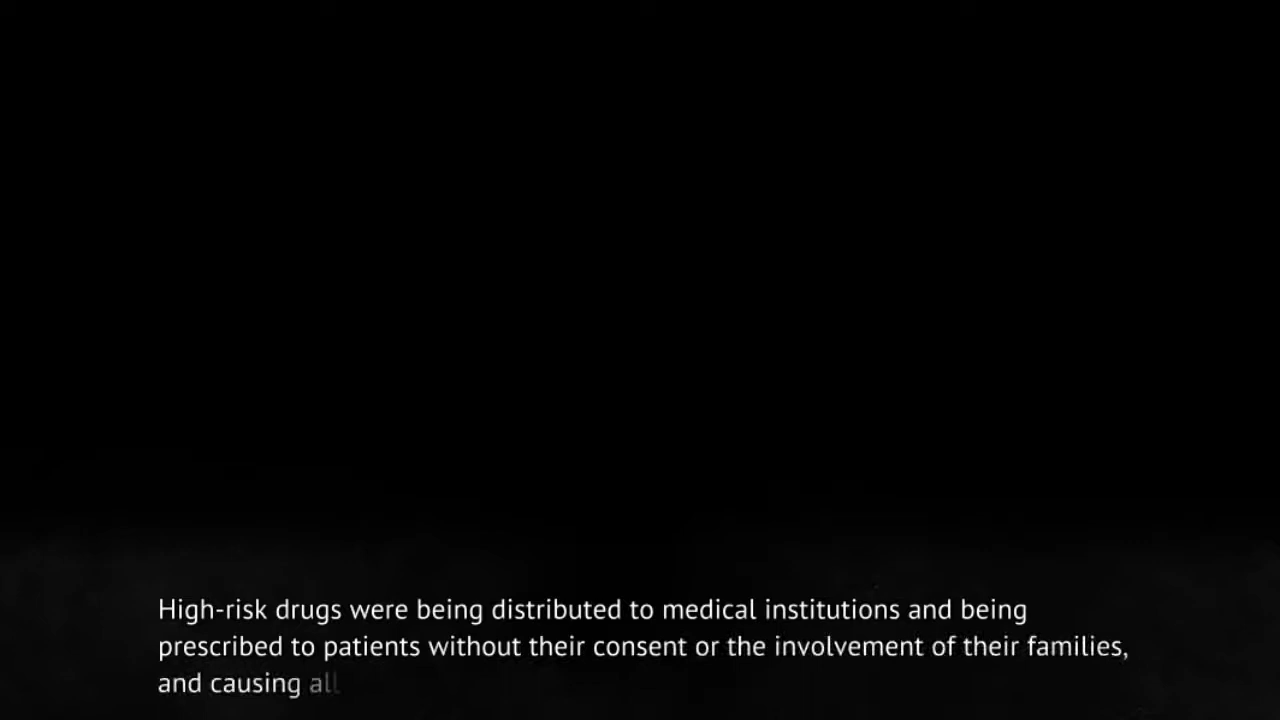 High-risk drugs were being distributed to medical institutions and being
prescribed to patients without their consent or the involvement of their families,
and causing all